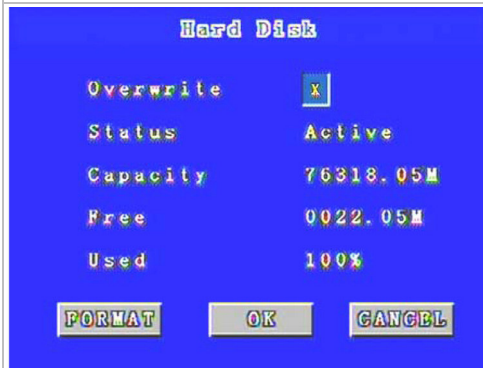 Hard Disk
Overwrite X
Status Active
Capacity 76318.05M
Free 0022.05M
Used 100%
FORMAT OK CANCEL